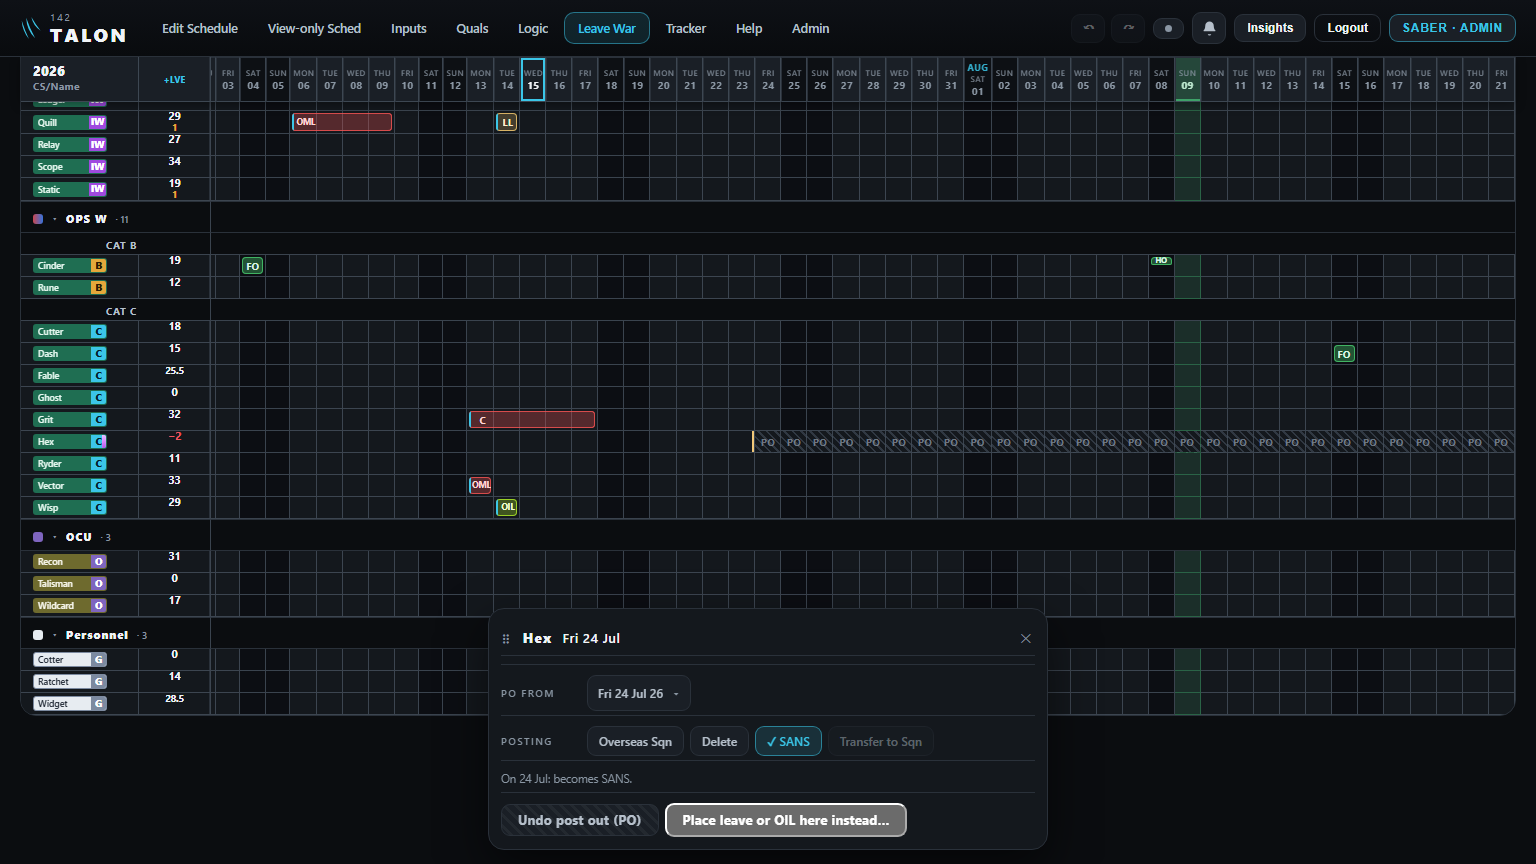 142
TALON
Edit Schedule
View-only Sched
Inputs
Quals
Logic
Leave War
Tracker
Help
Admin
Insights
Logout
SABER · ADMIN
2026
CS/Name
+LVE
FRI 03
SAT 04
SUN 05
MON 06
TUE 07
WED 08
THU 09
FRI 10
SAT 11
SUN 12
MON 13
TUE 14
WED 15
THU 16
FRI 17
SAT 18
SUN 19
MON 20
TUE 21
WED 22
THU 23
FRI 24
SAT 25
SUN 26
MON 27
TUE 28
WED 29
THU 30
FRI 31
AUG SAT 01
SUN 02
MON 03
TUE 04
WED 05
THU 06
FRI 07
SAT 08
SUN 09
MON 10
TUE 11
WED 12
THU 13
FRI 14
SAT 15
SUN 16
MON 17
TUE 18
WED 19
THU 20
FRI 21
Quill IW 29 1 OML LL
Relay IW 27
Scope IW 34
Static IW 19 1
OPS W · 11
CAT B
Cinder B 19 FO HO
Rune B 12
CAT C
Cutter C 18
Dash C 15 FO
Fable C 25.5
Ghost C 0
Grit C 32 C
Hex C −2 PO PO PO PO PO PO PO PO PO PO PO PO PO PO PO PO PO PO PO PO PO PO PO PO PO PO PO PO PO
Ryder C 11
Vector C 33 OML
Wisp C 29 OIL
OCU · 3
Recon O 31
Talisman O 0
Wildcard O 17
Personnel · 3
Cotter G 0
Ratchet G 14
Widget G 28.5
Hex Fri 24 Jul
PO FROM
Fri 24 Jul 26
POSTING
Overseas Sqn
Delete
✓ SANS
Transfer to Sqn
On 24 Jul: becomes SANS.
Undo post out (PO)
Place leave or OIL here instead...